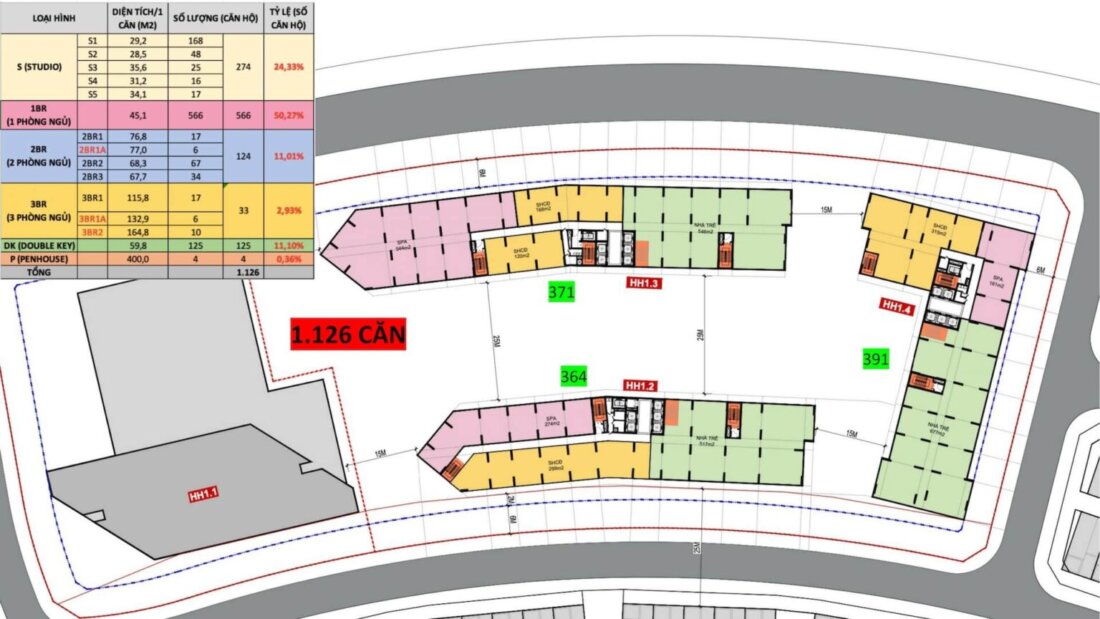 LOẠI HÌNH DIỆN TÍCH/1 CĂN (M2) SỐ LƯỢNG (CĂN HỘ) TỶ LỆ (SỐ CĂN HỘ)
S (STUDIO) 274 24,33%
S1 29,2 168
S2 28,5 48
S3 35,6 25
S4 31,2 16
S5 34,1 17
1BR (1 PHÒNG NGỦ) 45,1 566 566 50,27%
2BR (2 PHÒNG NGỦ) 124 11,01%
2BR1 76,8 17
2BR1A 77,0 6
2BR2 68,3 67
2BR3 67,7 34
3BR (3 PHÒNG NGỦ) 33 2,93%
3BR1 115,8 17
3BR1A 132,9 6
3BR2 164,8 10
DK (DOUBLE KEY) 59,8 125 125 11,10%
P (PENHOUSE) 400,0 4 4 0,36%
TỔNG 1.126
6M
15M
SHCĐ
168m2
NHÀ TRẺ
546m2
SPA
544m2
SHCĐ
120m2
SHCĐ
319m2
SPA
161m2
6M
HH1.3
371
HH1.4
1.126 CĂN
25M
25M
391
364
HH1.2
SPA
274m2
NHÀ TRẺ
517m2
NHÀ TRẺ
677m2
SHCĐ
15M
15M
HH1.1
2M
6M
25M